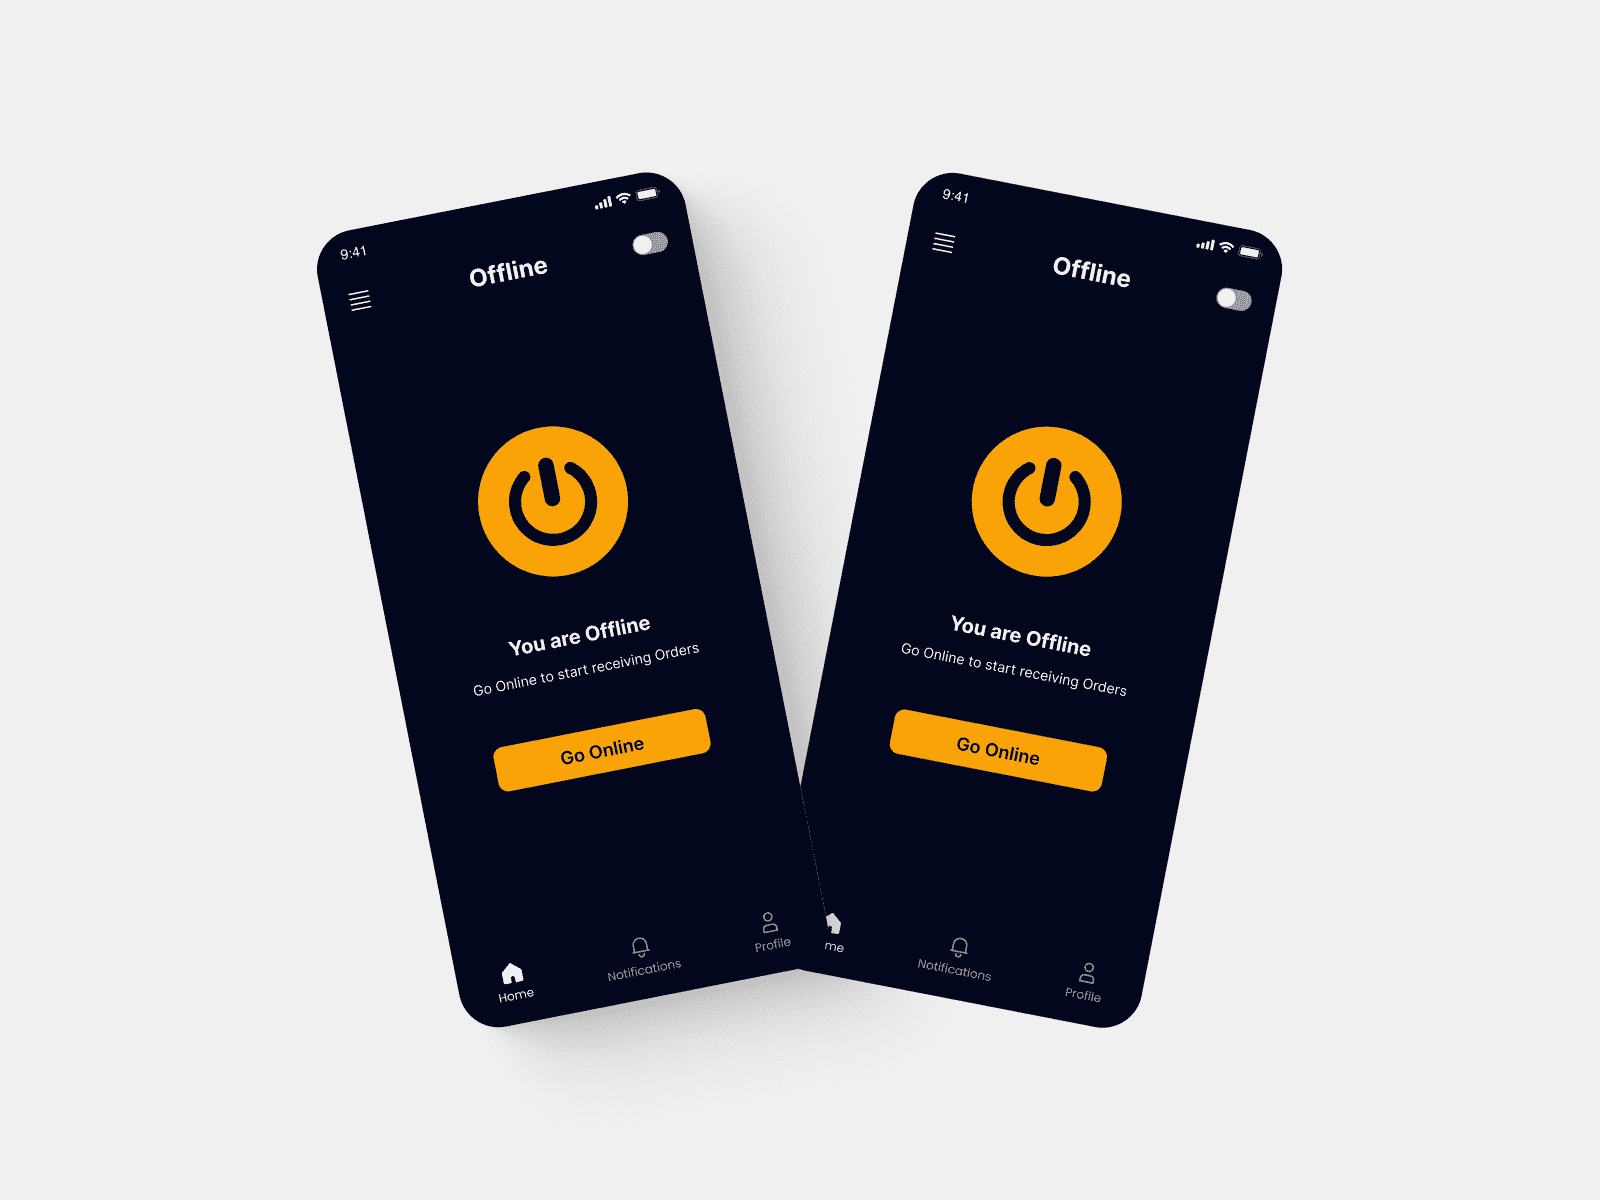 9:41
Offline
You are Offline
Go Online to start receiving Orders
Go Online
Home
Notifications
Profile
9:41
Offline
You are Offline
Go Online to start receiving Orders
Go Online
me
Notifications
Profile